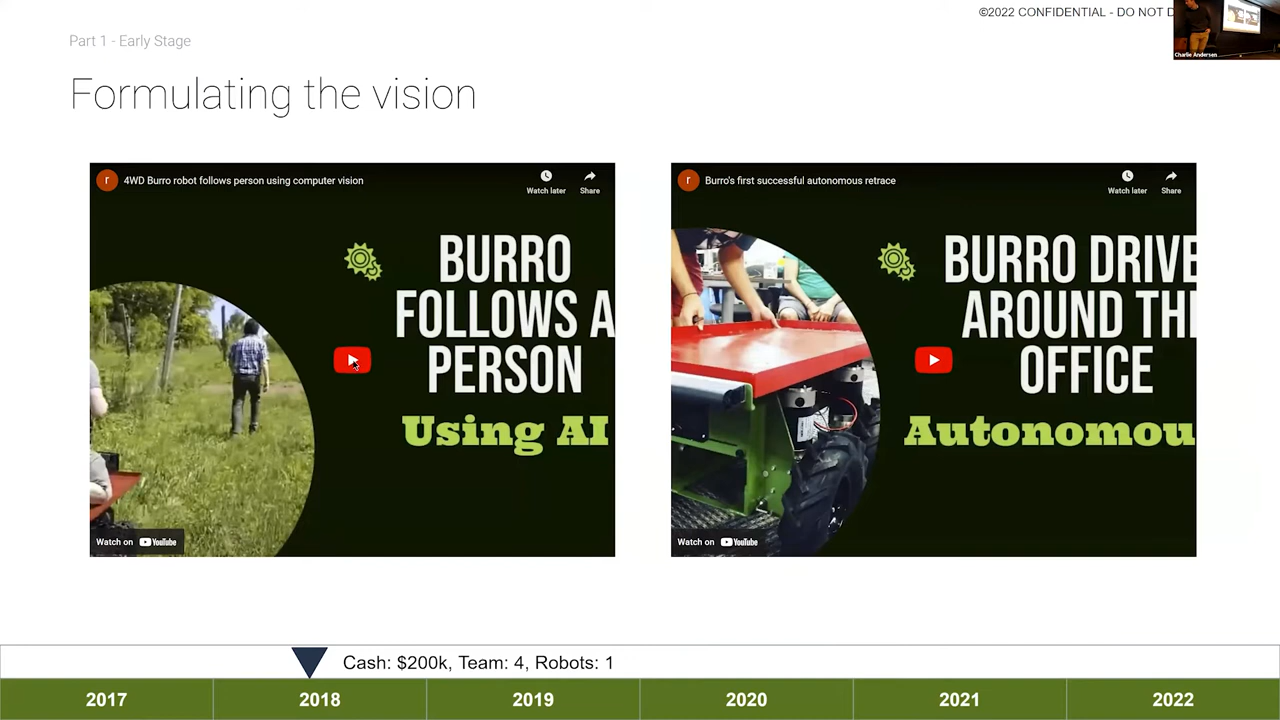 ©2022 CONFIDENTIAL - DO NOT D
Charlie Andersen
Part 1 - Early Stage
Formulating the vision
r 4WD Burro robot follows person using computer vision
Watch later Share
BURRO
FOLLOWS A
PERSON
Using AI
Watch on YouTube
r Burro's first successful autonomous retrace
Watch later Share
BURRO DRIVE
AROUND TH
OFFICE
Autonomou
Watch on YouTube
Cash: $200k, Team: 4, Robots: 1
2017 2018 2019 2020 2021 2022